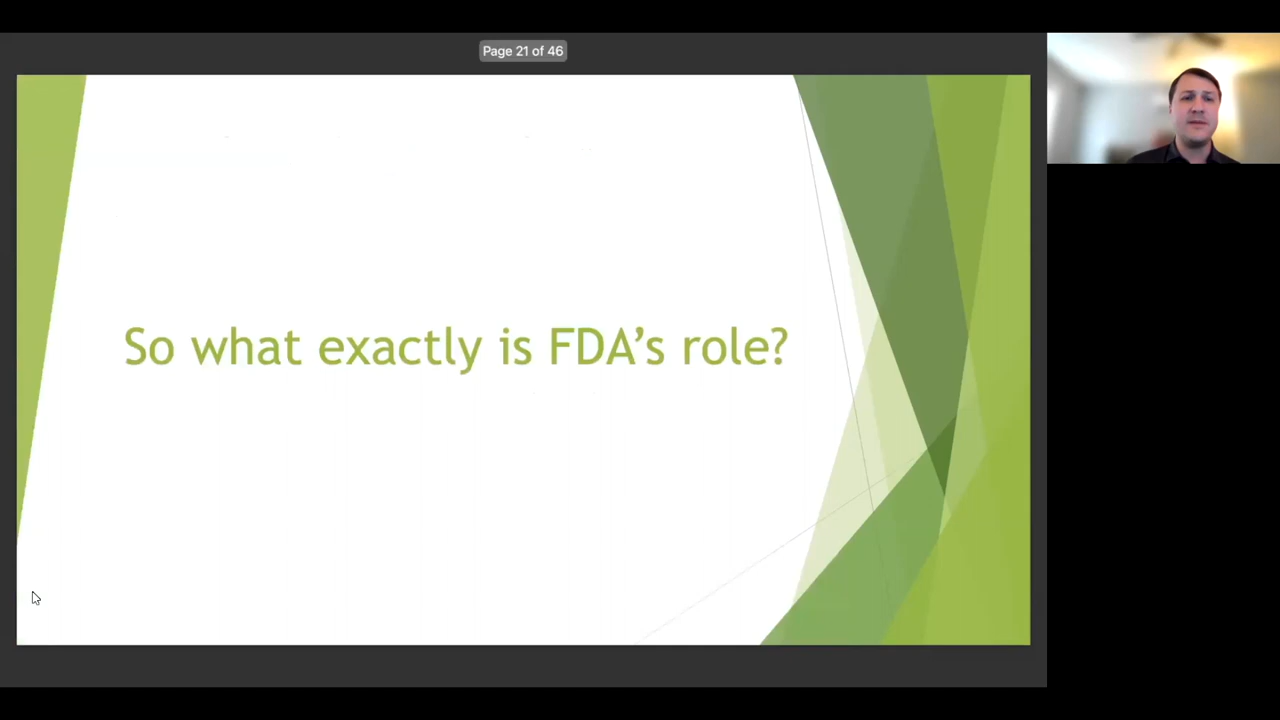 Page 21 of 46
So what exactly is FDA’s role?